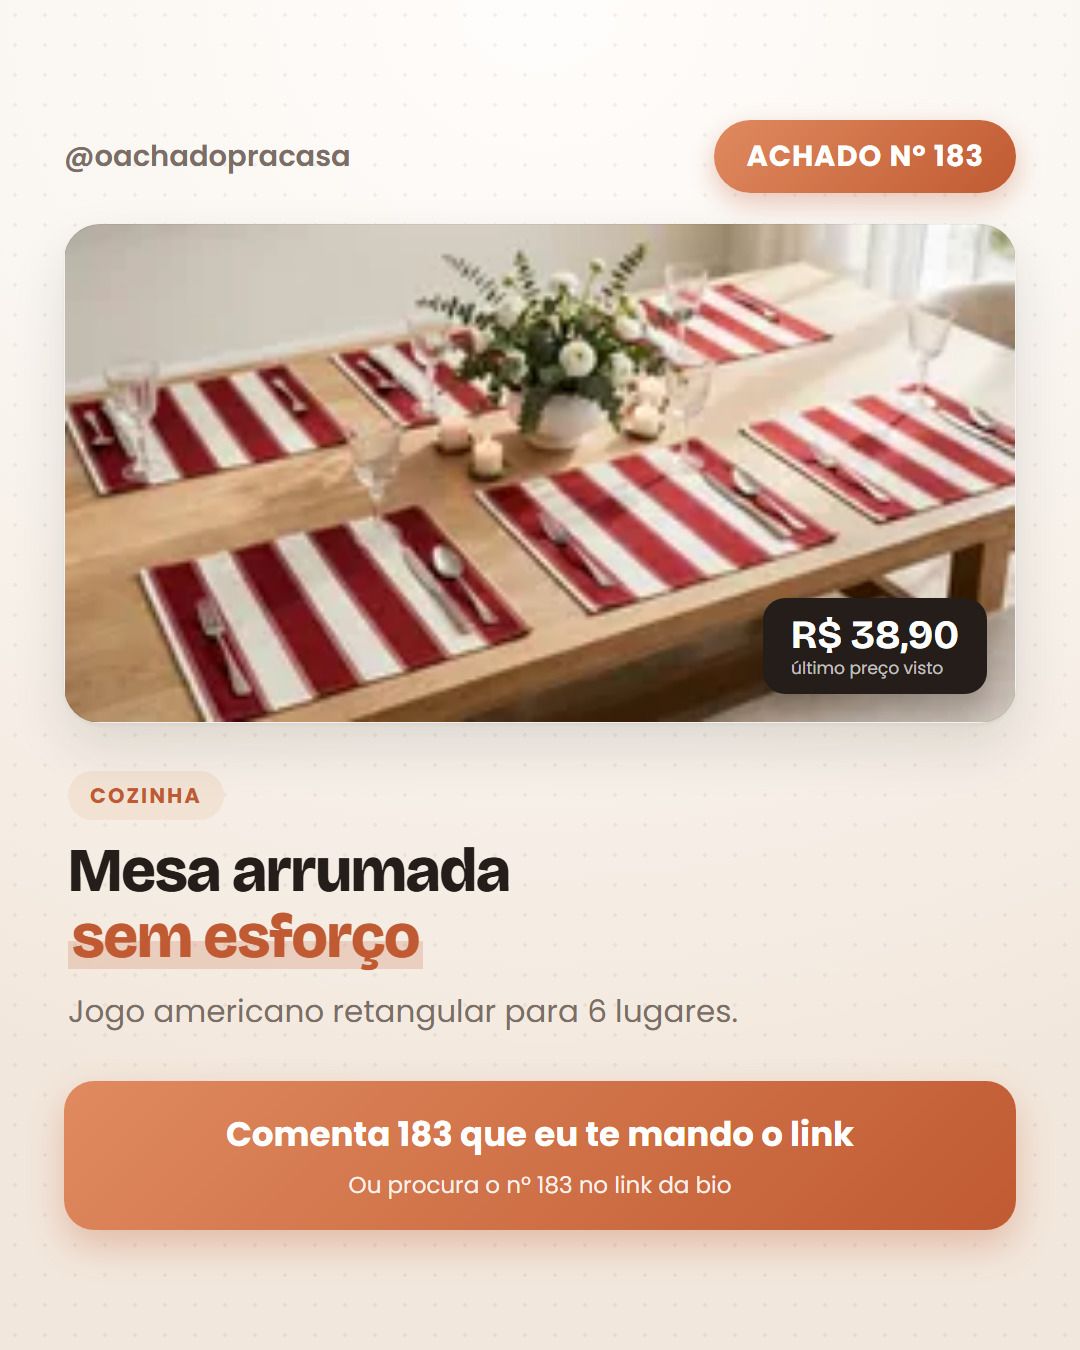 @oachadopracasa
ACHADO Nº 183
R$ 38,90
último preço visto
COZINHA
Mesa arrumada
sem esforço
Jogo americano retangular para 6 lugares.
Comenta 183 que eu te mando o link
Ou procura o nº 183 no link da bio